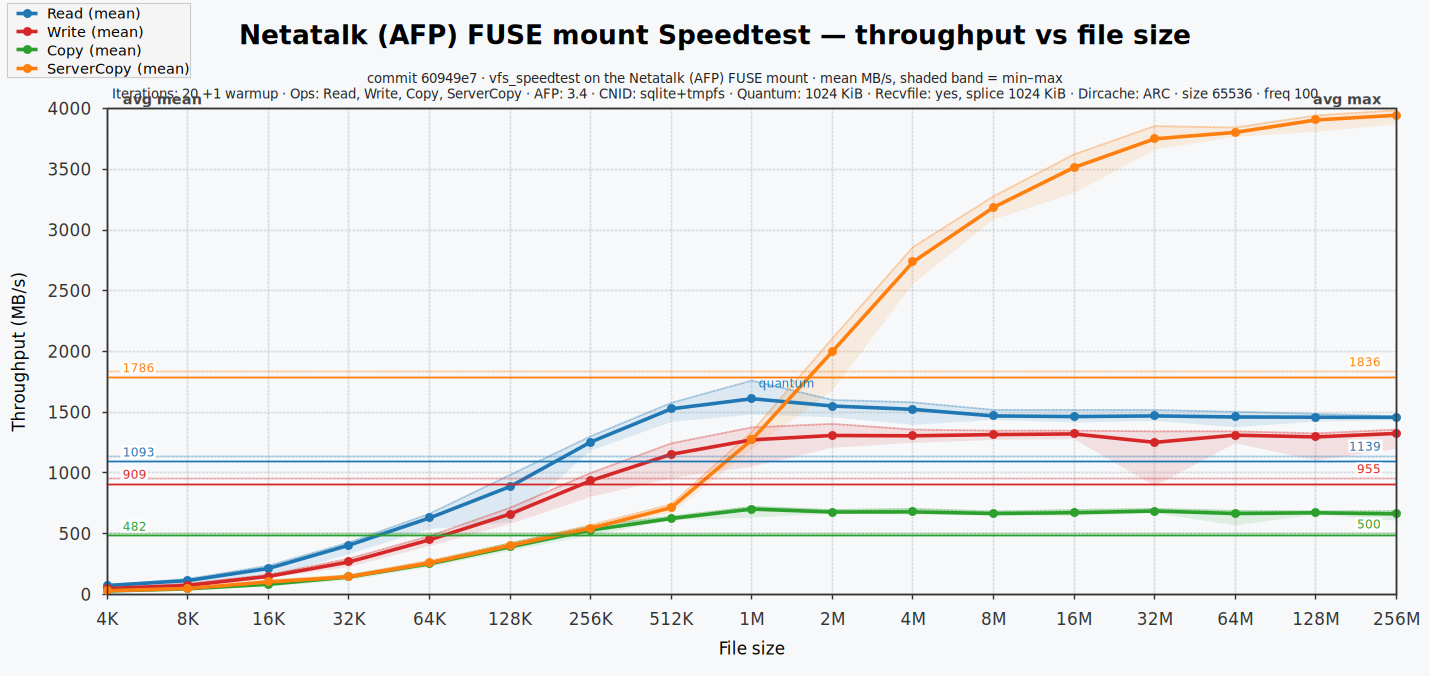 Read (mean)
Write (mean)
Copy (mean)
ServerCopy (mean)
Netatalk (AFP) FUSE mount Speedtest — throughput vs file size
commit 60949e7 · vfs_speedtest on the Netatalk (AFP) FUSE mount · mean MB/s, shaded band = min–max
Iterations: 20 +1 warmup · Ops: Read, Write, Copy, ServerCopy · AFP: 3.4 · CNID: sqlite+tmpfs · Quantum: 1024 KiB · Recvfile: yes, splice 1024 KiB · Dircache: ARC · size 65536 · freq 100
avg mean
avg max
4000
3500
3000
2500
2000
1500
1000
500
0
Throughput (MB/s)
1786
1836
quantum
1093
1139
909
955
482
500
4K 8K 16K 32K 64K 128K 256K 512K 1M 2M 4M 8M 16M 32M 64M 128M 256M
File size